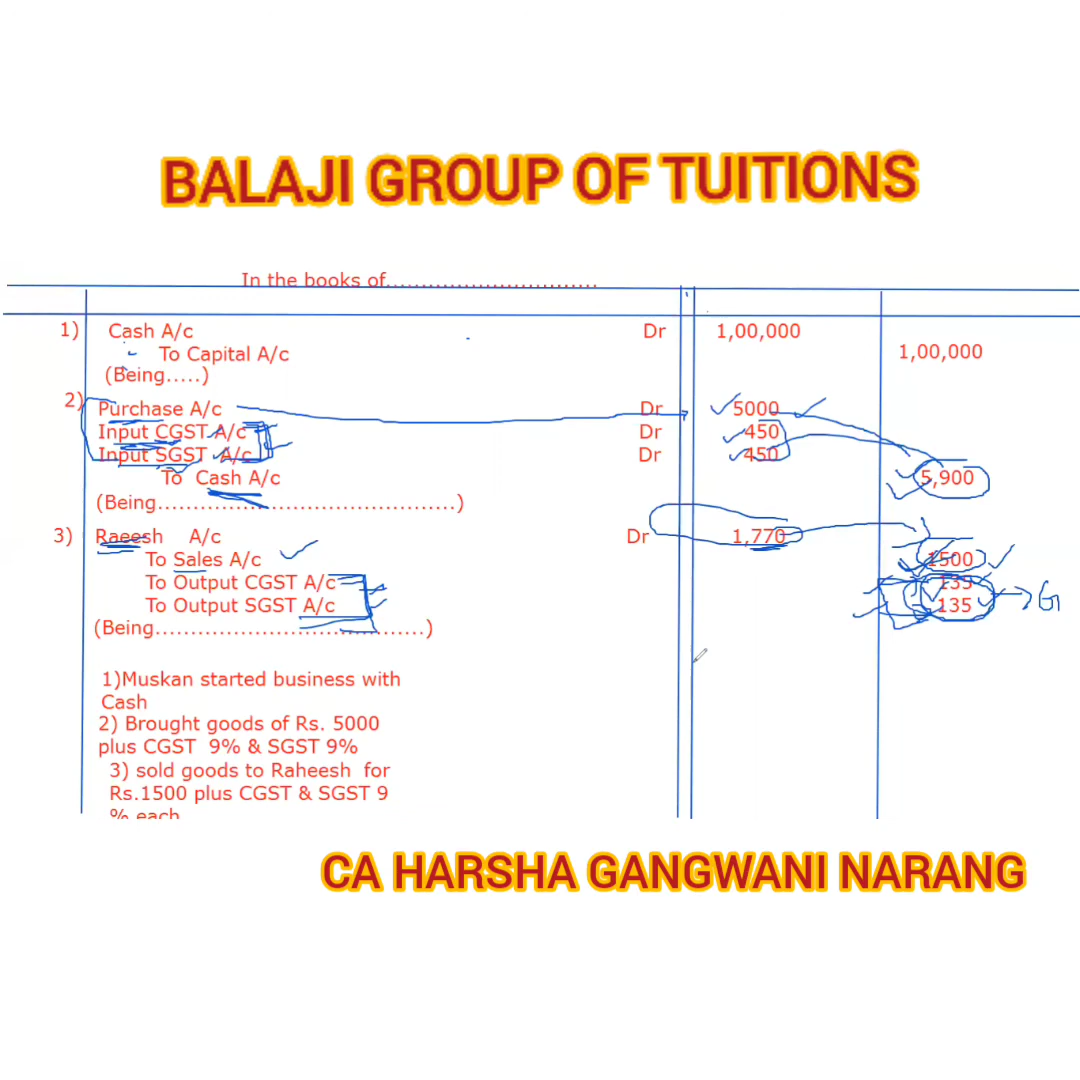 BALAJI GROUP OF TUITIONS
In the books of..............................
1) Cash A/c Dr 1,00,000
To Capital A/c 1,00,000
(Being.....)
2) Purchase A/c Dr 5000
Input CGST A/c Dr 450
Input SGST A/c Dr 450
To Cash A/c 5,900
(Being..........................................)
3) Raeesh A/c Dr 1,770
To Sales A/c 1500
To Output CGST A/c 135
To Output SGST A/c 135 G
(Being......................................)
1)Muskan started business with
Cash
2) Brought goods of Rs. 5000
plus CGST 9% & SGST 9%
3) sold goods to Raheesh for
Rs.1500 plus CGST & SGST 9
% each
CA HARSHA GANGWANI NARANG